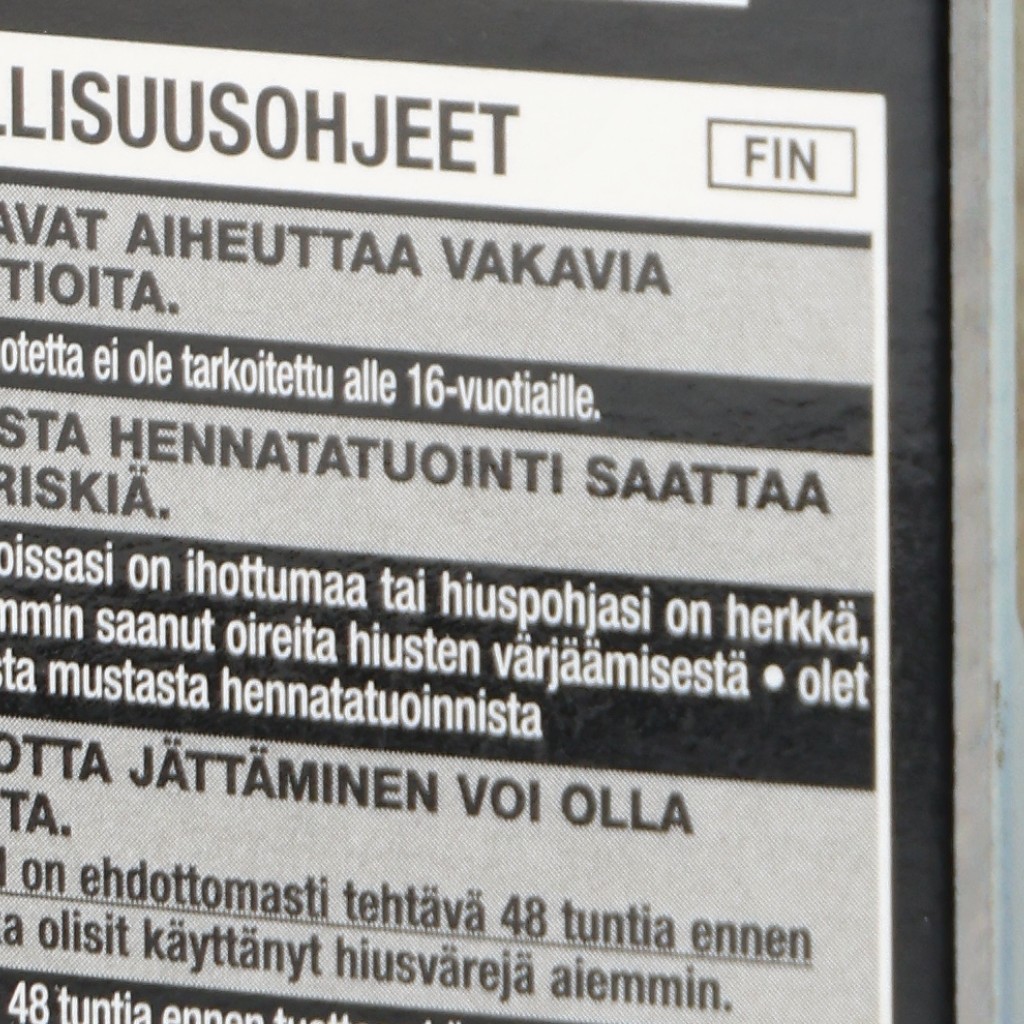 LLISUUSOHJEET FIN
AVAT AIHEUTTAA VAKAVIA
TIOITA.
otetta ei ole tarkoitettu alle 16-vuotiaille.
STA HENNATATUOINTI SAATTAA
RISKIÄ.
oissasi on ihottumaa tai hiuspohjasi on herkkä,
mmin saanut oireita hiusten värjäämisestä • olet
sta mustasta hennatatuoinnista
OTTA JÄTTÄMINEN VOI OLLA
TA.
on ehdottomasti tehtävä 48 tuntia ennen
ka olisit käyttänyt hiusvärejä aiemmin.
48 tuntia ennen